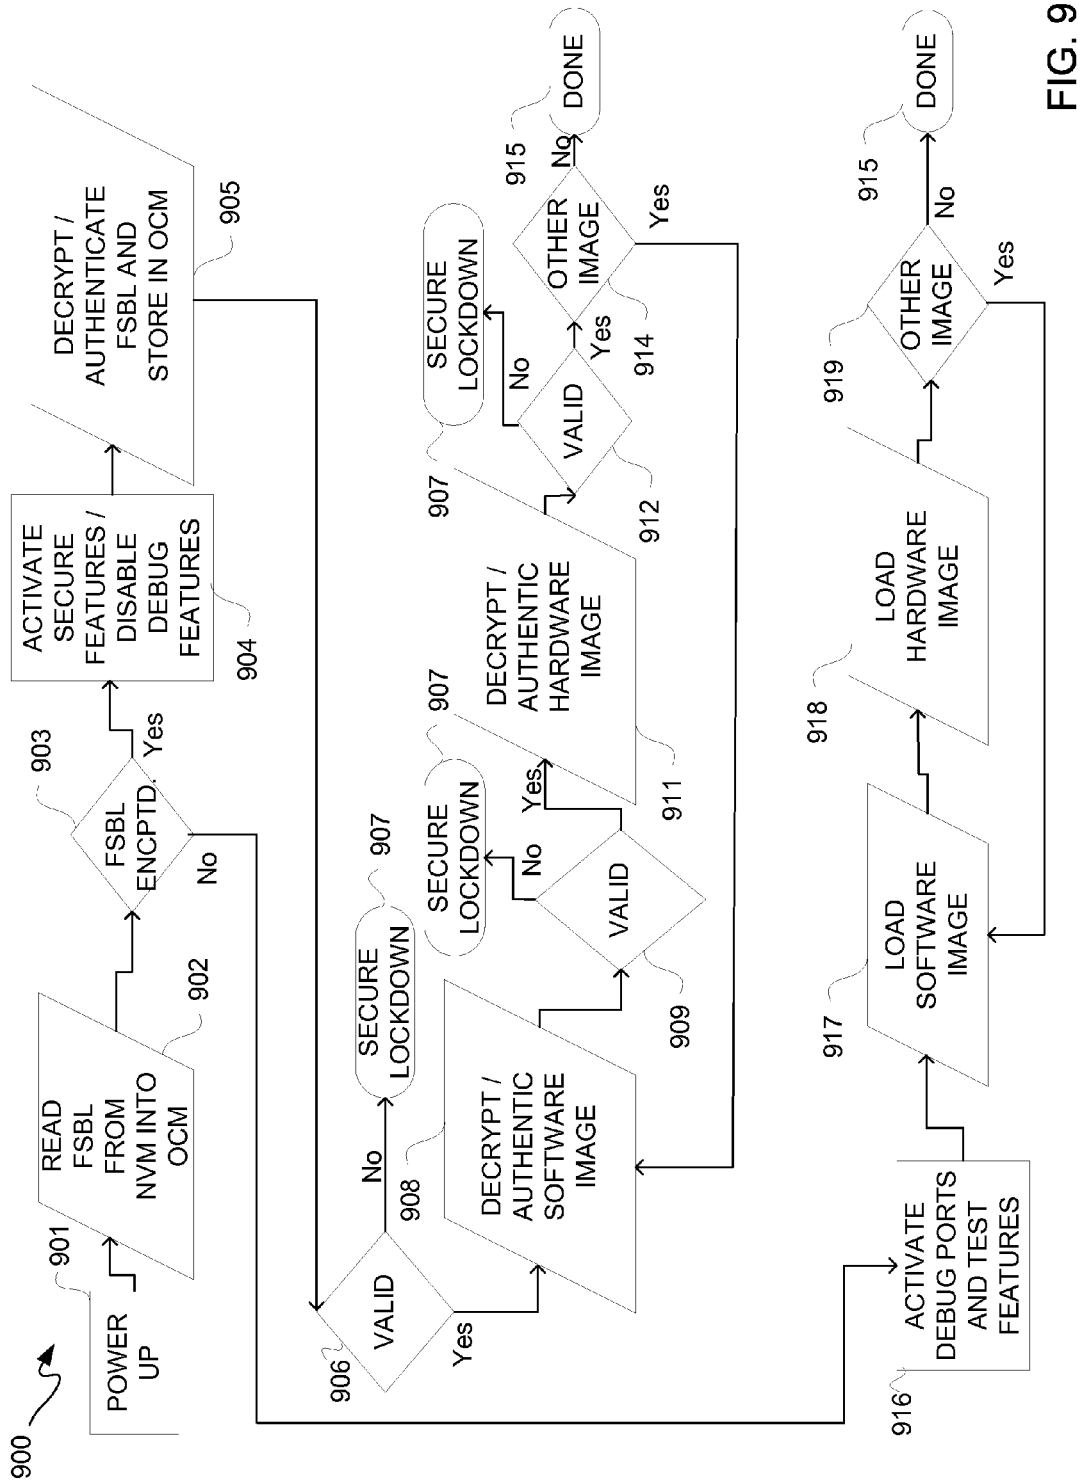 900
901
POWER
UP
READ
FSBL
FROM
NVM INTO
OCM
902
903
FSBL
ENCPTD.
Yes
No
ACTIVATE
SECURE
FEATURES /
DISABLE
DEBUG
FEATURES
904
DECRYPT /
AUTHENTICATE
FSBL AND
STORE IN OCM
905
906
VALID
No
Yes
SECURE
LOCKDOWN
907
908
DECRYPT /
AUTHENTIC
SOFTWARE
IMAGE
909
VALID
No
Yes
SECURE
LOCKDOWN
907
DECRYPT /
AUTHENTIC
HARDWARE
IMAGE
911
VALID
912
No
Yes
SECURE
LOCKDOWN
907
OTHER
IMAGE
914
No
Yes
915
DONE
916
ACTIVATE
DEBUG PORTS
AND TEST
FEATURES
917
LOAD
SOFTWARE
IMAGE
918
LOAD
HARDWARE
IMAGE
919
OTHER
IMAGE
No
Yes
915
DONE
FIG. 9